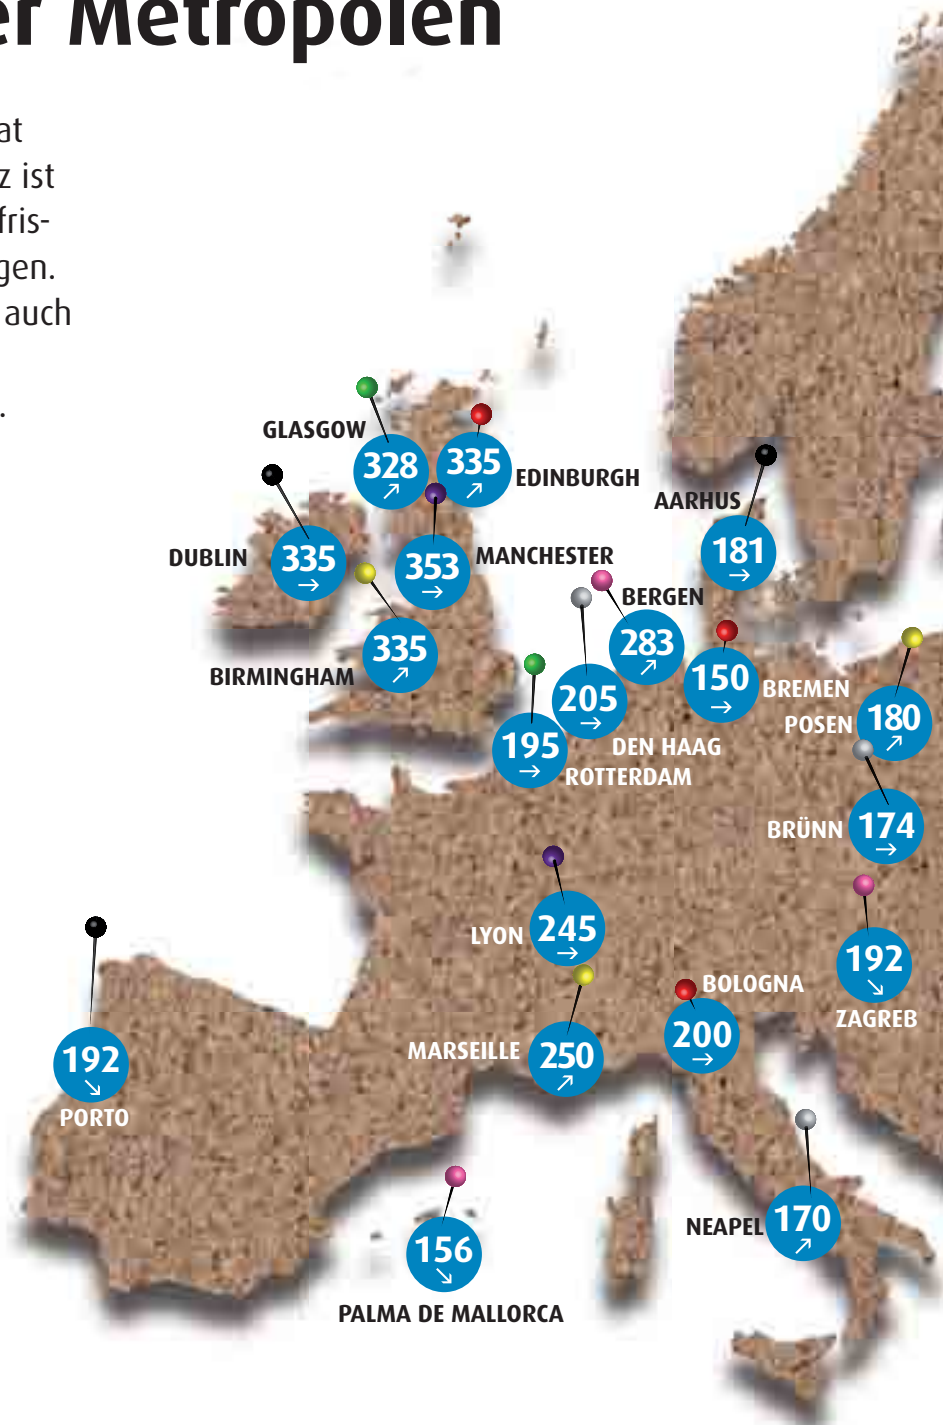 er Metropolen
at
z ist
fris-
gen.
auch
.
GLASGOW
328
↗
335
↗
EDINBURGH
AARHUS
181
→
DUBLIN
335
→
353
→
MANCHESTER
BERGEN
283
↗
BIRMINGHAM
335
↗
205
→
DEN HAAG
150
→
BREMEN
POSEN
180
↗
195
→
ROTTERDAM
BRÜNN
174
→
LYON
245
→
192
↘
ZAGREB
BOLOGNA
200
→
MARSEILLE
250
↗
192
↘
PORTO
NEAPEL
170
↗
156
↘
PALMA DE MALLORCA